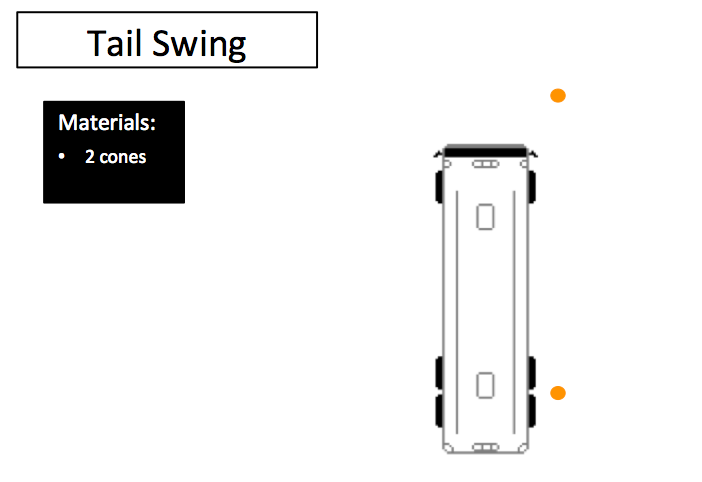 Tail Swing
Materials:
• 2 cones